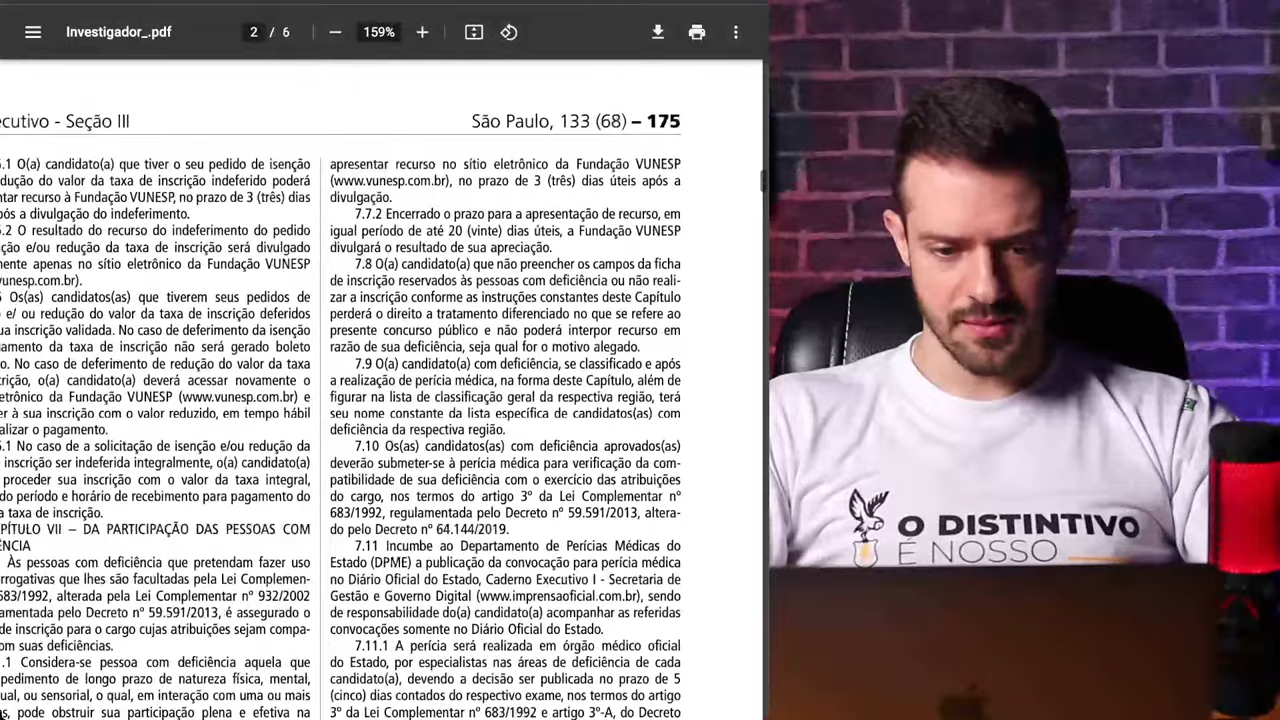 Investigador_.pdf
2 / 6
159%
ecutivo - Seção III
São Paulo, 133 (68) – 175
.1 O(a) candidato(a) que tiver o seu pedido de isenção
dução do valor da taxa de inscrição indeferido poderá
ntar recurso à Fundação VUNESP, no prazo de 3 (três) dias
pós a divulgação do indeferimento.
.2 O resultado do recurso do indeferimento do pedido
ção e/ou redução da taxa de inscrição será divulgado
mente apenas no sítio eletrônico da Fundação VUNESP
vunesp.com.br).
Os(as) candidatos(as) que tiverem seus pedidos de
e/ ou redução do valor da taxa de inscrição deferidos
ua inscrição validada. No caso de deferimento da isenção
amento da taxa de inscrição não será gerado boleto
o. No caso de deferimento de redução do valor da taxa
crição, o(a) candidato(a) deverá acessar novamente o
etrônico da Fundação VUNESP (www.vunesp.com.br) e
er à sua inscrição com o valor reduzido, em tempo hábil
alizar o pagamento.
.1 No caso de a solicitação de isenção e/ou redução da
inscrição ser indeferida integralmente, o(a) candidato(a)
proceder sua inscrição com o valor da taxa integral,
do período e horário de recebimento para pagamento do
a taxa de inscrição.
PÍTULO VII – DA PARTICIPAÇÃO DAS PESSOAS COM
ÊNCIA
Às pessoas com deficiência que pretendam fazer uso
rrogativas que lhes são facultadas pela Lei Complemen-
683/1992, alterada pela Lei Complementar nº 932/2002
amentada pelo Decreto nº 59.591/2013, é assegurado o
de inscrição para o cargo cujas atribuições sejam compa-
om suas deficiências.
.1 Considera-se pessoa com deficiência aquela que
pedimento de longo prazo de natureza física, mental,
ual, ou sensorial, o qual, em interação com uma ou mais
s, pode obstruir sua participação plena e efetiva na
apresentar recurso no sítio eletrônico da Fundação VUNESP
(www.vunesp.com.br), no prazo de 3 (três) dias úteis após a
divulgação.
7.7.2 Encerrado o prazo para a apresentação de recurso, em
igual período de até 20 (vinte) dias úteis, a Fundação VUNESP
divulgará o resultado de sua apreciação.
7.8 O(a) candidato(a) que não preencher os campos da ficha
de inscrição reservados às pessoas com deficiência ou não reali-
zar a inscrição conforme as instruções constantes deste Capítulo
perderá o direito a tratamento diferenciado no que se refere ao
presente concurso público e não poderá interpor recurso em
razão de sua deficiência, seja qual for o motivo alegado.
7.9 O(a) candidato(a) com deficiência, se classificado e após
a realização de perícia médica, na forma deste Capítulo, além de
figurar na lista de classificação geral da respectiva região, terá
seu nome constante da lista específica de candidatos(as) com
deficiência da respectiva região.
7.10 Os(as) candidatos(as) com deficiência aprovados(as)
deverão submeter-se à perícia médica para verificação da com-
patibilidade de sua deficiência com o exercício das atribuições
do cargo, nos termos do artigo 3º da Lei Complementar nº
683/1992, regulamentada pelo Decreto nº 59.591/2013, altera-
do pelo Decreto nº 64.144/2019.
7.11 Incumbe ao Departamento de Perícias Médicas do
Estado (DPME) a publicação da convocação para perícia médica
no Diário Oficial do Estado, Caderno Executivo I - Secretaria de
Gestão e Governo Digital (www.imprensaoficial.com.br), sendo
de responsabilidade do(a) candidato(a) acompanhar as referidas
convocações somente no Diário Oficial do Estado.
7.11.1 A perícia será realizada em órgão médico oficial
do Estado, por especialistas nas áreas de deficiência de cada
candidato(a), devendo a decisão ser publicada no prazo de 5
(cinco) dias contados do respectivo exame, nos termos do artigo
3º da Lei Complementar nº 683/1992 e artigo 3º-A, do Decreto
O DISTINTIVO
É NOSSO